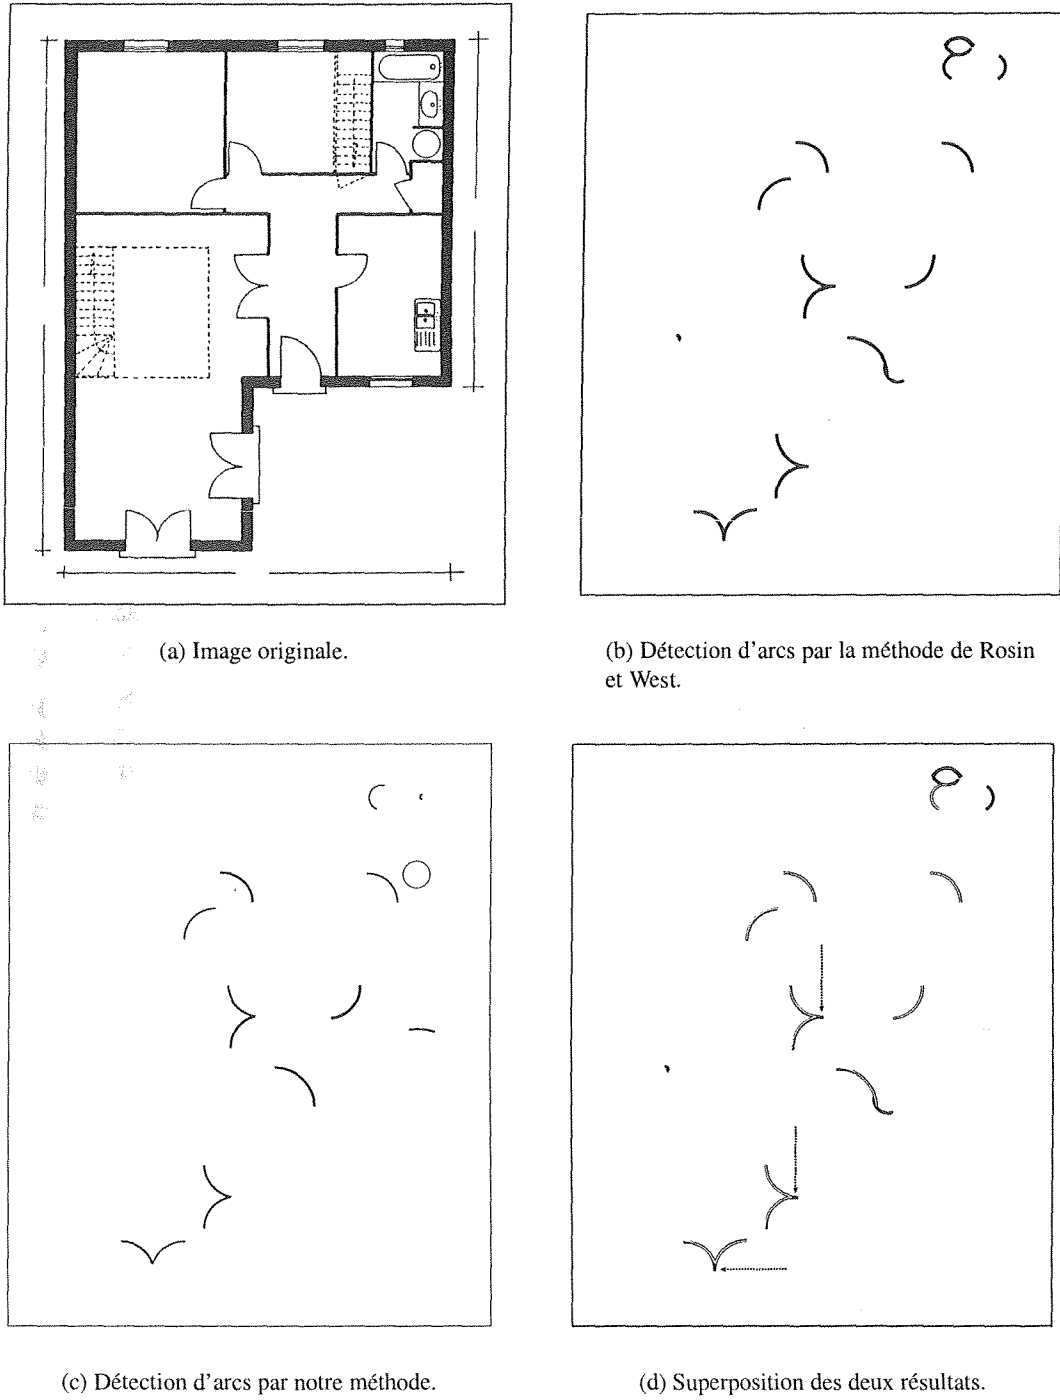 (a) Image originale.
(b) Détection d'arcs par la méthode de Rosin
et West.
(c) Détection d'arcs par notre méthode.
(d) Superposition des deux résultats.